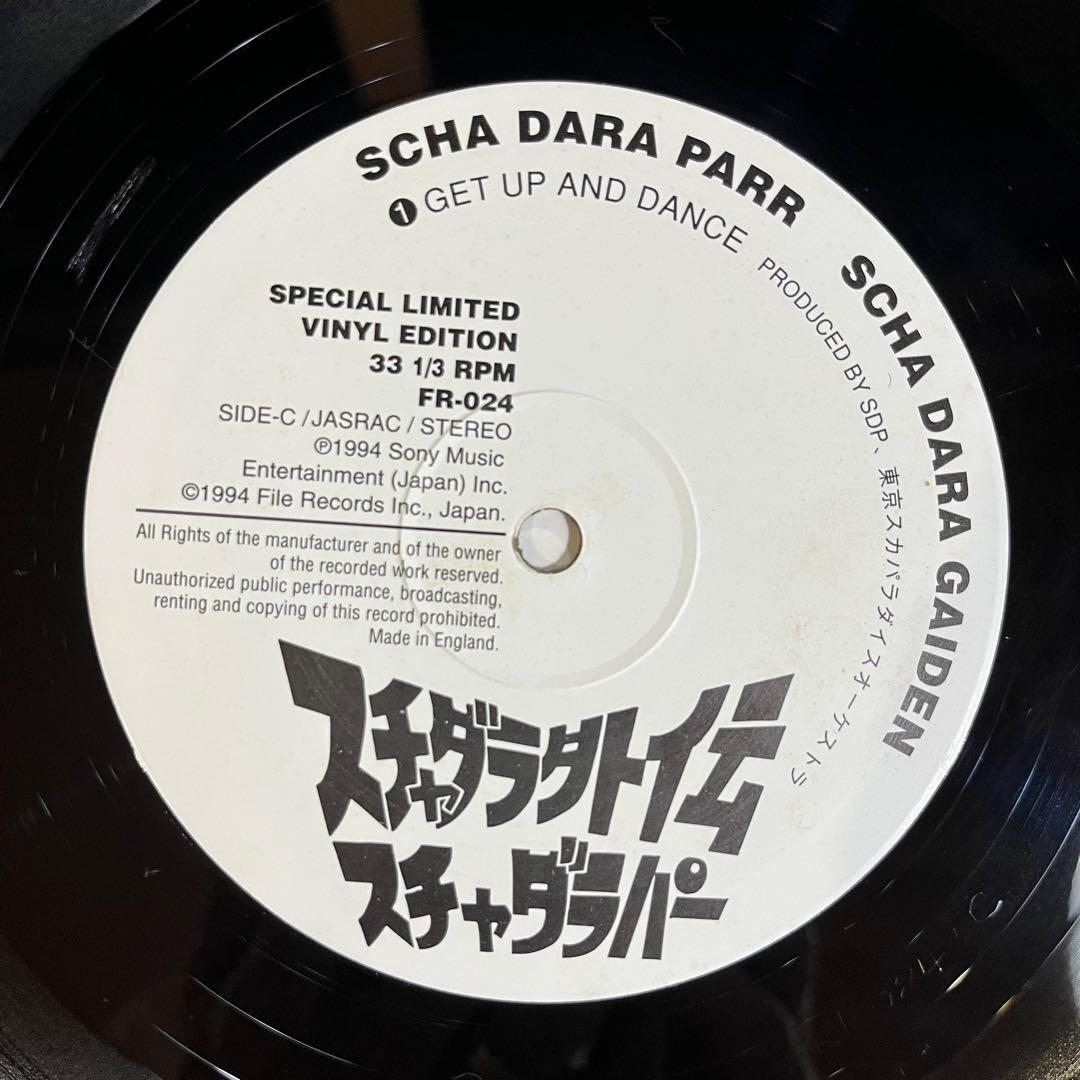 SCHA DARA PARR SCHA DARA GAIDEN
❶ GET UP AND DANCE PRODUCED BY SDP、東京スカパラダイスオーケストラ
SPECIAL LIMITED
VINYL EDITION
33 1/3 RPM
FR-024
SIDE-C /JASRAC / STEREO
℗1994 Sony Music
Entertainment (Japan) Inc.
©1994 File Records Inc., Japan.
All Rights of the manufacturer and of the owner
of the recorded work reserved.
Unauthorized public performance, broadcasting,
renting and copying of this record prohibited.
Made in England.
スチャダラ外伝
スチャダラパー